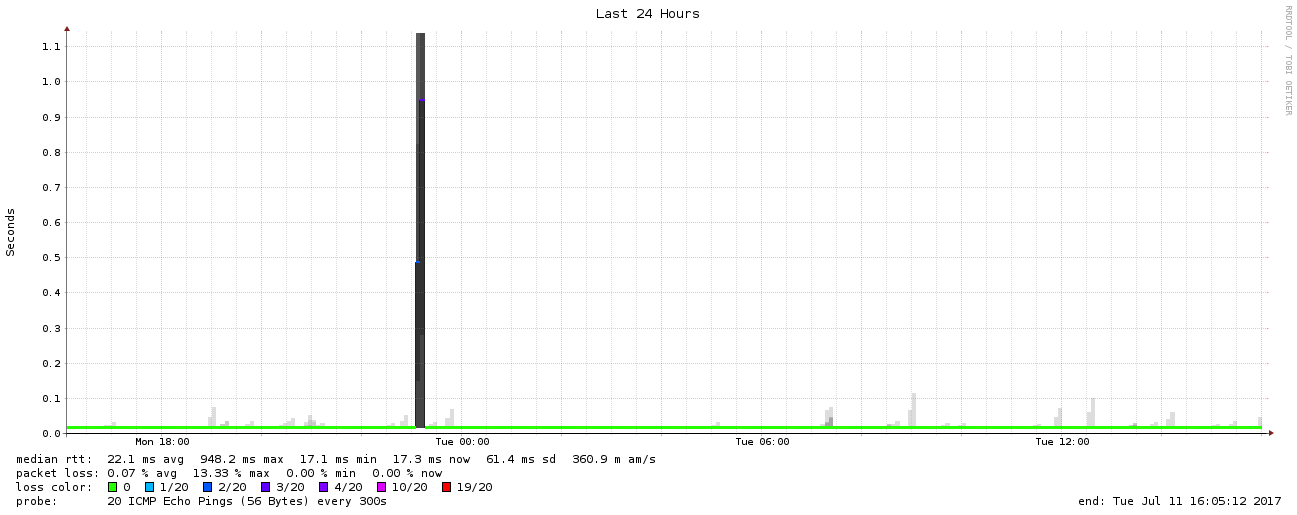 Last 24 Hours
RRDTOOL / TOBI OETIKER
Seconds
1.1
1.0
0.9
0.8
0.7
0.6
0.5
0.4
0.3
0.2
0.1
0.0
Mon 18:00 Tue 00:00 Tue 06:00 Tue 12:00
median rtt: 22.1 ms avg 948.2 ms max 17.1 ms min 17.3 ms now 61.4 ms sd 360.9 m am/s
packet loss: 0.07 % avg 13.33 % max 0.00 % min 0.00 % now
loss color: 0 1/20 2/20 3/20 4/20 10/20 19/20
probe: 20 ICMP Echo Pings (56 Bytes) every 300s end: Tue Jul 11 16:05:12 2017